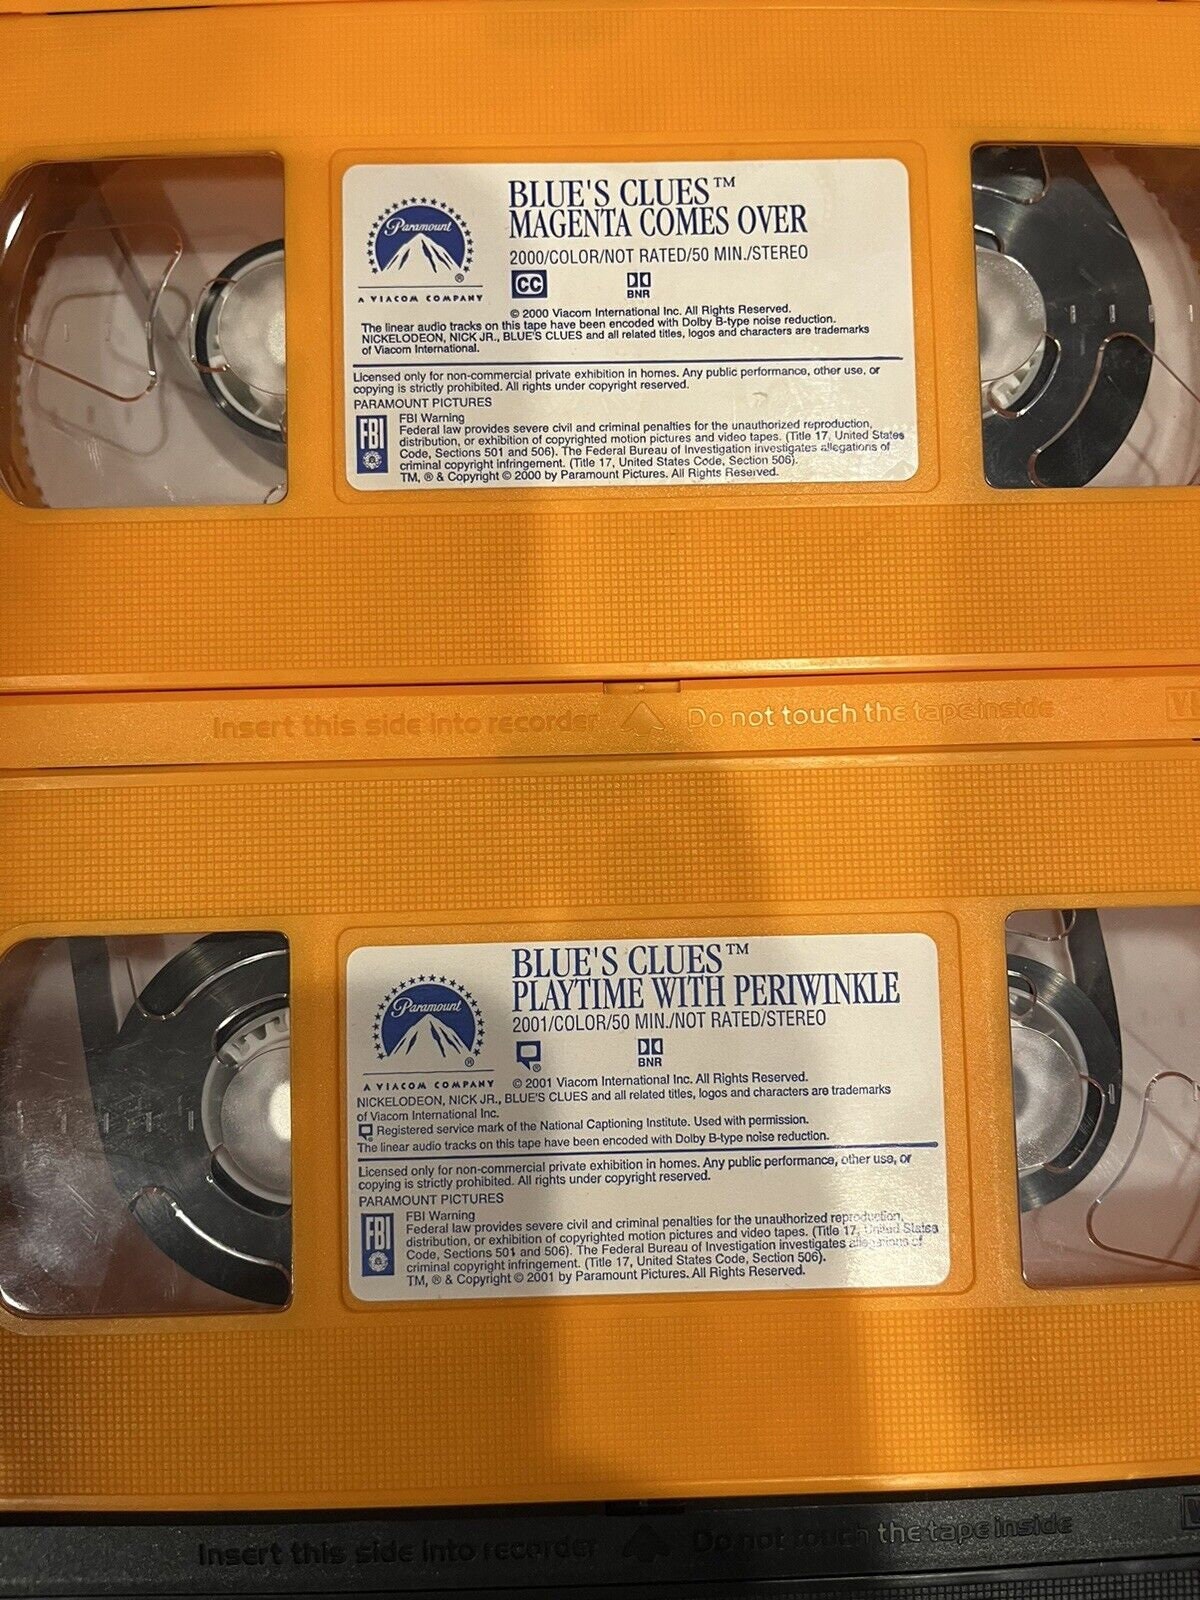 Paramount
®
A VIACOM COMPANY
BLUE'S CLUES™
MAGENTA COMES OVER
2000/COLOR/NOT RATED/50 MIN./STEREO
CC
BNR
© 2000 Viacom International Inc. All Rights Reserved.
The linear audio tracks on this tape have been encoded with Dolby B-type noise reduction.
NICKELODEON, NICK JR., BLUE'S CLUES and all related titles, logos and characters are trademarks
of Viacom International.
Licensed only for non-commercial private exhibition in homes. Any public performance, other use, or
copying is strictly prohibited. All rights under copyright reserved.
PARAMOUNT PICTURES
FBI
FBI Warning
Federal law provides severe civil and criminal penalties for the unauthorized reproduction,
distribution, or exhibition of copyrighted motion pictures and video tapes. (Title 17, United States
Code, Sections 501 and 506). The Federal Bureau of Investigation investigates allegations of
criminal copyright infringement. (Title 17, United States Code, Section 506).
TM, ® & Copyright © 2000 by Paramount Pictures. All Rights Reserved.
Insert this side into recorder Do not touch the tape inside
Paramount
®
A VIACOM COMPANY
BLUE'S CLUES™
PLAYTIME WITH PERIWINKLE
2001/COLOR/50 MIN./NOT RATED/STEREO
®
BNR
© 2001 Viacom International Inc. All Rights Reserved.
NICKELODEON, NICK JR., BLUE'S CLUES and all related titles, logos and characters are trademarks
of Viacom International Inc.
Registered service mark of the National Captioning Institute. Used with permission.
The linear audio tracks on this tape have been encoded with Dolby B-type noise reduction.
Licensed only for non-commercial private exhibition in homes. Any public performance, other use, or
copying is strictly prohibited. All rights under copyright reserved.
PARAMOUNT PICTURES
FBI
FBI Warning
Federal law provides severe civil and criminal penalties for the unauthorized reproduction,
distribution, or exhibition of copyrighted motion pictures and video tapes. (Title 17, United States
Code, Sections 501 and 506). The Federal Bureau of Investigation investigates allegations of
criminal copyright infringement. (Title 17, United States Code, Section 506).
TM, ® & Copyright © 2001 by Paramount Pictures. All Rights Reserved.
Insert this side into recorder Do not touch the tape inside